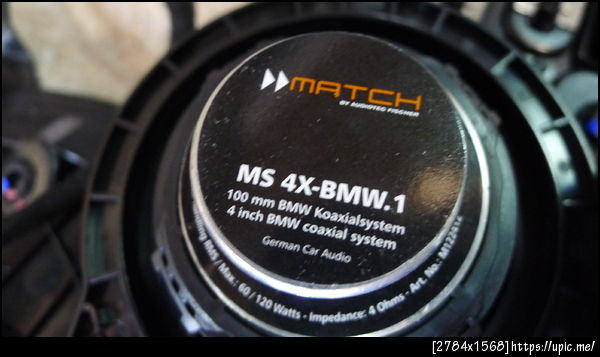 MATCH
BY AUDIOTEC FISCHER
MS 4X-BMW.1
100 mm BMW Koaxialsystem
4 inch BMW coaxial system
German Car Audio
RMS / Max.: 60 / 120 Watts - Impedance: 4 Ohms - Art. No.
[2784x1568]https://upic.me/